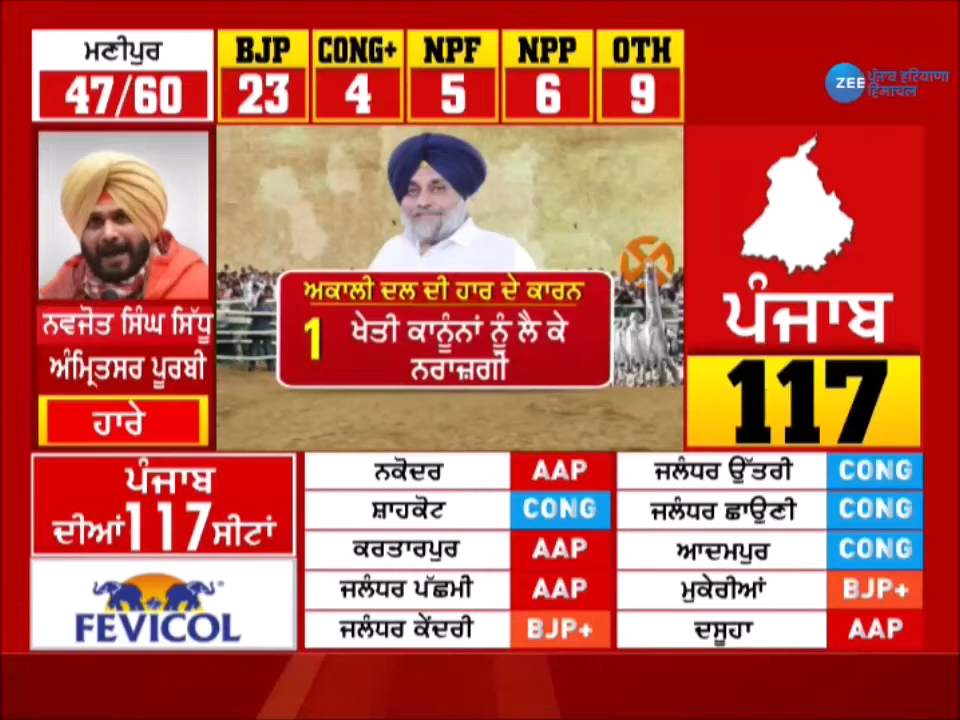 ਮਣੀਪੁਰ
47/60
BJP
23
CONG+
4
NPF
5
NPP
6
OTH
9
ZEE ਪੰਜਾਬ ਹਰਿਆਣਾ
ਹਿਮਾਚਲ
ਨਵਜੋਤ ਸਿੰਘ ਸਿੱਧੂ
ਅੰਮ੍ਰਿਤਸਰ ਪੂਰਬੀ
ਹਾਰੇ
ਅਕਾਲੀ ਦਲ ਦੀ ਹਾਰ ਦੇ ਕਾਰਨ
1 ਖੇਤੀ ਕਾਨੂੰਨਾਂ ਨੂੰ ਲੈ ਕੇ
ਨਰਾਜ਼ਗੀ
ਪੰਜਾਬ
117
ਪੰਜਾਬ
ਦੀਆਂ 117 ਸੀਟਾਂ
FEVICOL
ਨਕੋਦਰ AAP
ਸ਼ਾਹਕੋਟ CONG
ਕਰਤਾਰਪੁਰ AAP
ਜਲੰਧਰ ਪੱਛਮੀ AAP
ਜਲੰਧਰ ਕੇਂਦਰੀ BJP+
ਜਲੰਧਰ ਉੱਤਰੀ CONG
ਜਲੰਧਰ ਛਾਉਣੀ CONG
ਆਦਮਪੁਰ CONG
ਮੁਕੇਰੀਆਂ BJP+
ਦਸੂਹਾ AAP